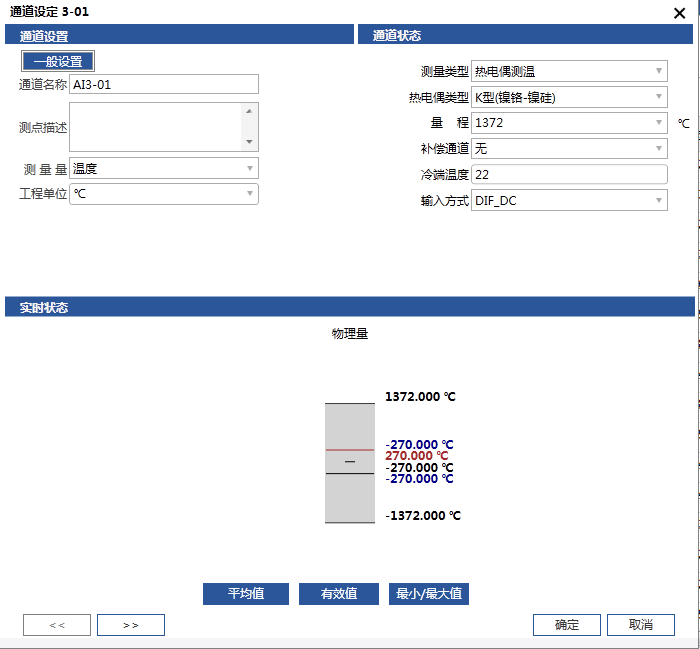 通道设定 3-01
通道设置
一般设置
通道名称 AI3-01
测点描述
测 量 量 温度
工程单位 ℃
通道状态
测量类型 热电偶测温
热电偶类型 K型(镍铬-镍硅)
量 程 1372 ℃
补偿通道 无
冷端温度 22
输入方式 DIF_DC
实时状态
物理量
1372.000 ℃
-270.000 ℃
270.000 ℃
-270.000 ℃
-270.000 ℃
-1372.000 ℃
平均值 有效值 最小/最大值
<< >> 确定 取消